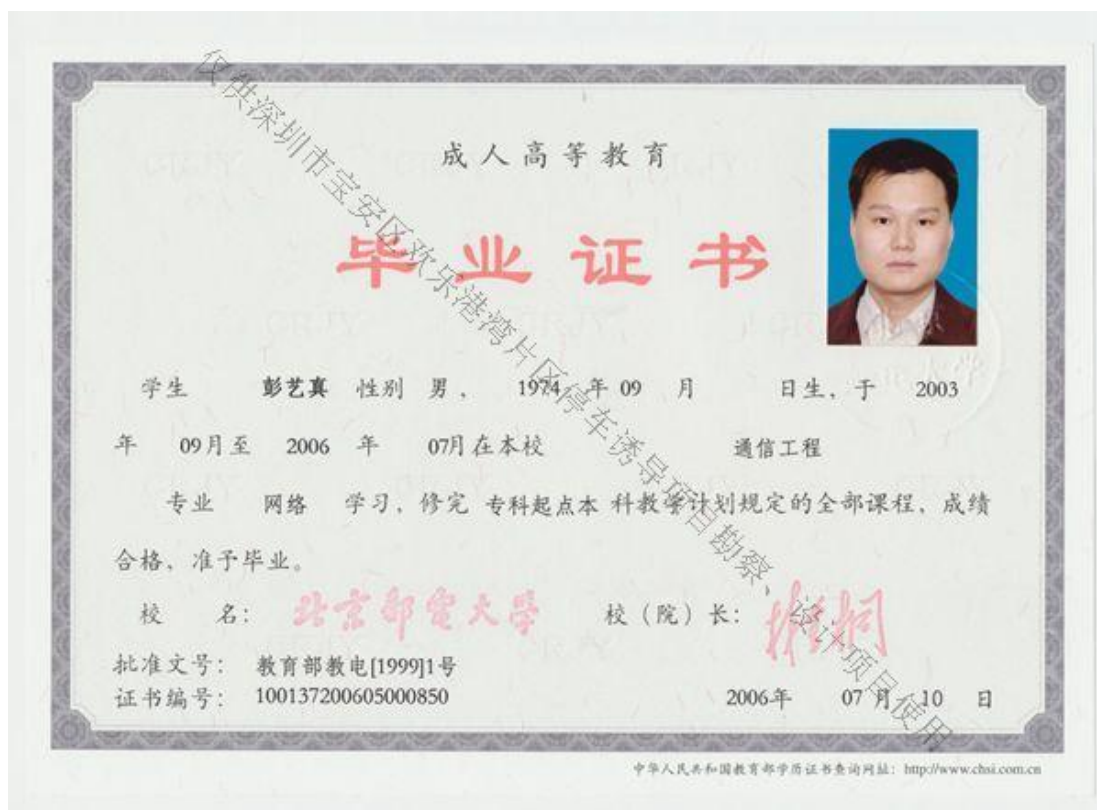 成人高等教育
毕业证书
学生 彭艺真 性别 男， 1974 年 09 月 日生，于 2003
年 09月至 2006 年 07月在本校 通信工程
专业 网络 学习，修完 专科起点本 科教学计划规定的全部课程，成绩
合格，准予毕业。
校 名： 北京邮电大学 校（院）长：
批准文号： 教育部教电[1999]1号
证书编号： 100137200605000850 2006年 07月 10 日
中华人民共和国教育部学历证书查询网址：http://www.chsi.com.cn
仅供深圳市宝安区欢乐港湾片区停车诱导项目勘察、设计项目使用